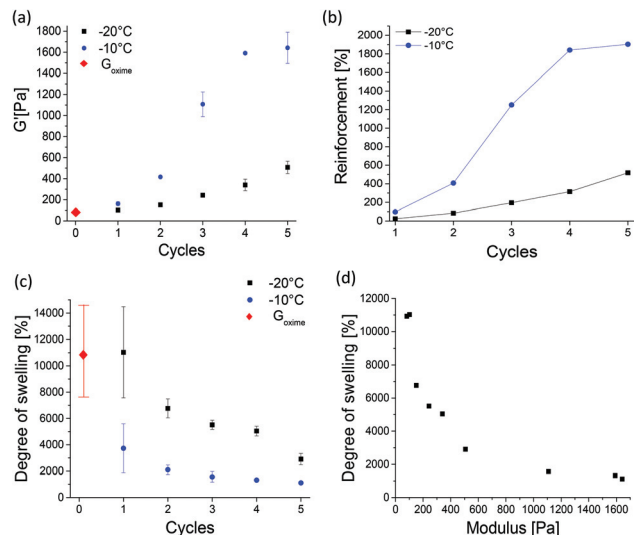 (a)
-20°C
-10°C
G oxime
G'[Pa]
1800
1600
1400
1200
1000
800
600
400
200
0
0 1 2 3 4 5
Cycles
(b)
-20°C
-10°C
Reinforcement [%]
2000
1800
1600
1400
1200
1000
800
600
400
200
0
1 2 3 4 5
Cycles
(c)
-20°C
-10°C
G oxime
Degree of swelling [%]
14000
12000
10000
8000
6000
4000
2000
0
0 1 2 3 4 5
Cycles
(d)
Degree of swelling [%]
12000
10000
8000
6000
4000
2000
0
0 200 400 600 800 1000 1200 1400 1600
Modulus [Pa]